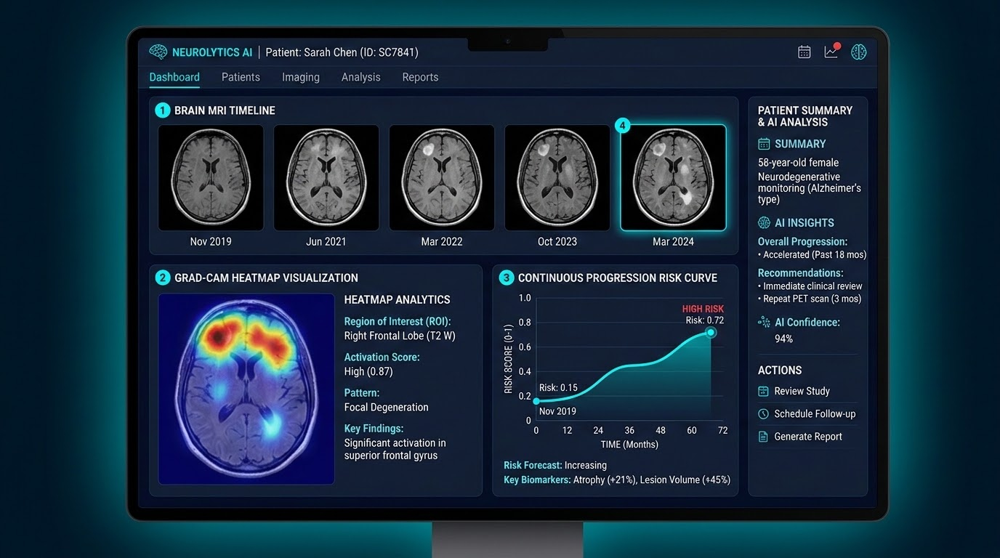 NEUROLYTICS AI | Patient: Sarah Chen (ID: SC7841)
Dashboard Patients Imaging Analysis Reports
1 BRAIN MRI TIMELINE
4
Nov 2019
Jun 2021
Mar 2022
Oct 2023
Mar 2024
2 GRAD-CAM HEATMAP VISUALIZATION
HEATMAP ANALYTICS
Region of Interest (ROI):
Right Frontal Lobe (T2 W)
Activation Score:
High (0.87)
Pattern:
Focal Degeneration
Key Findings:
Significant activation in
superior frontal gyrus
3 CONTINUOUS PROGRESSION RISK CURVE
RISK SCORE (0-1)
1.0
0.8
0.6
0.4
0.2
0
HIGH RISK
Risk: 0.72
Risk: 0.15
Nov 2019
0 12 24 36 48 60 72
TIME (Months)
Risk Forecast: Increasing
Key Biomarkers: Atrophy (+21%), Lesion Volume (+45%)
PATIENT SUMMARY
& AI ANALYSIS
SUMMARY
58-year-old female
Neurodegenerative
monitoring (Alzheimer's
type)
AI INSIGHTS
Overall Progression:
• Accelerated (Past 18 mos)
Recommendations:
• Immediate clinical review
• Repeat PET scan (3 mos)
AI Confidence:
94%
ACTIONS
Review Study
Schedule Follow-up
Generate Report